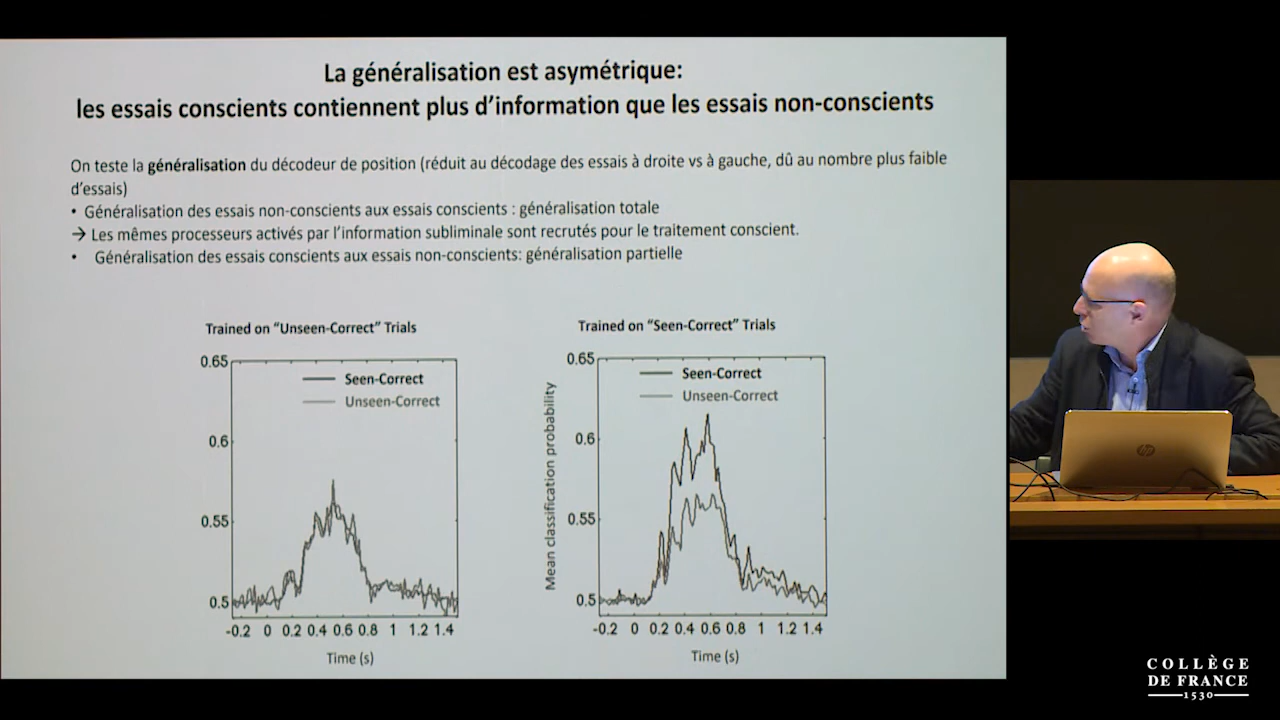 La généralisation est asymétrique:
les essais conscients contiennent plus d'information que les essais non-conscients
On teste la généralisation du décodeur de position (réduit au décodage des essais à droite vs à gauche, dû au nombre plus faible
d'essais)
• Généralisation des essais non-conscients aux essais conscients : généralisation totale
→ Les mêmes processeurs activés par l'information subliminale sont recrutés pour le traitement conscient.
• Généralisation des essais conscients aux essais non-conscients: généralisation partielle
Trained on "Unseen-Correct" Trials
0.65
Seen-Correct
Unseen-Correct
0.6
0.55
0.5
-0.2 0 0.2 0.4 0.6 0.8 1 1.2 1.4
Time (s)
Trained on "Seen-Correct" Trials
Mean classification probability
0.65
Seen-Correct
Unseen-Correct
0.6
0.55
0.5
-0.2 0 0.2 0.4 0.6 0.8 1 1.2 1.4
Time (s)
hp
COLLÈGE
DE FRANCE
1530